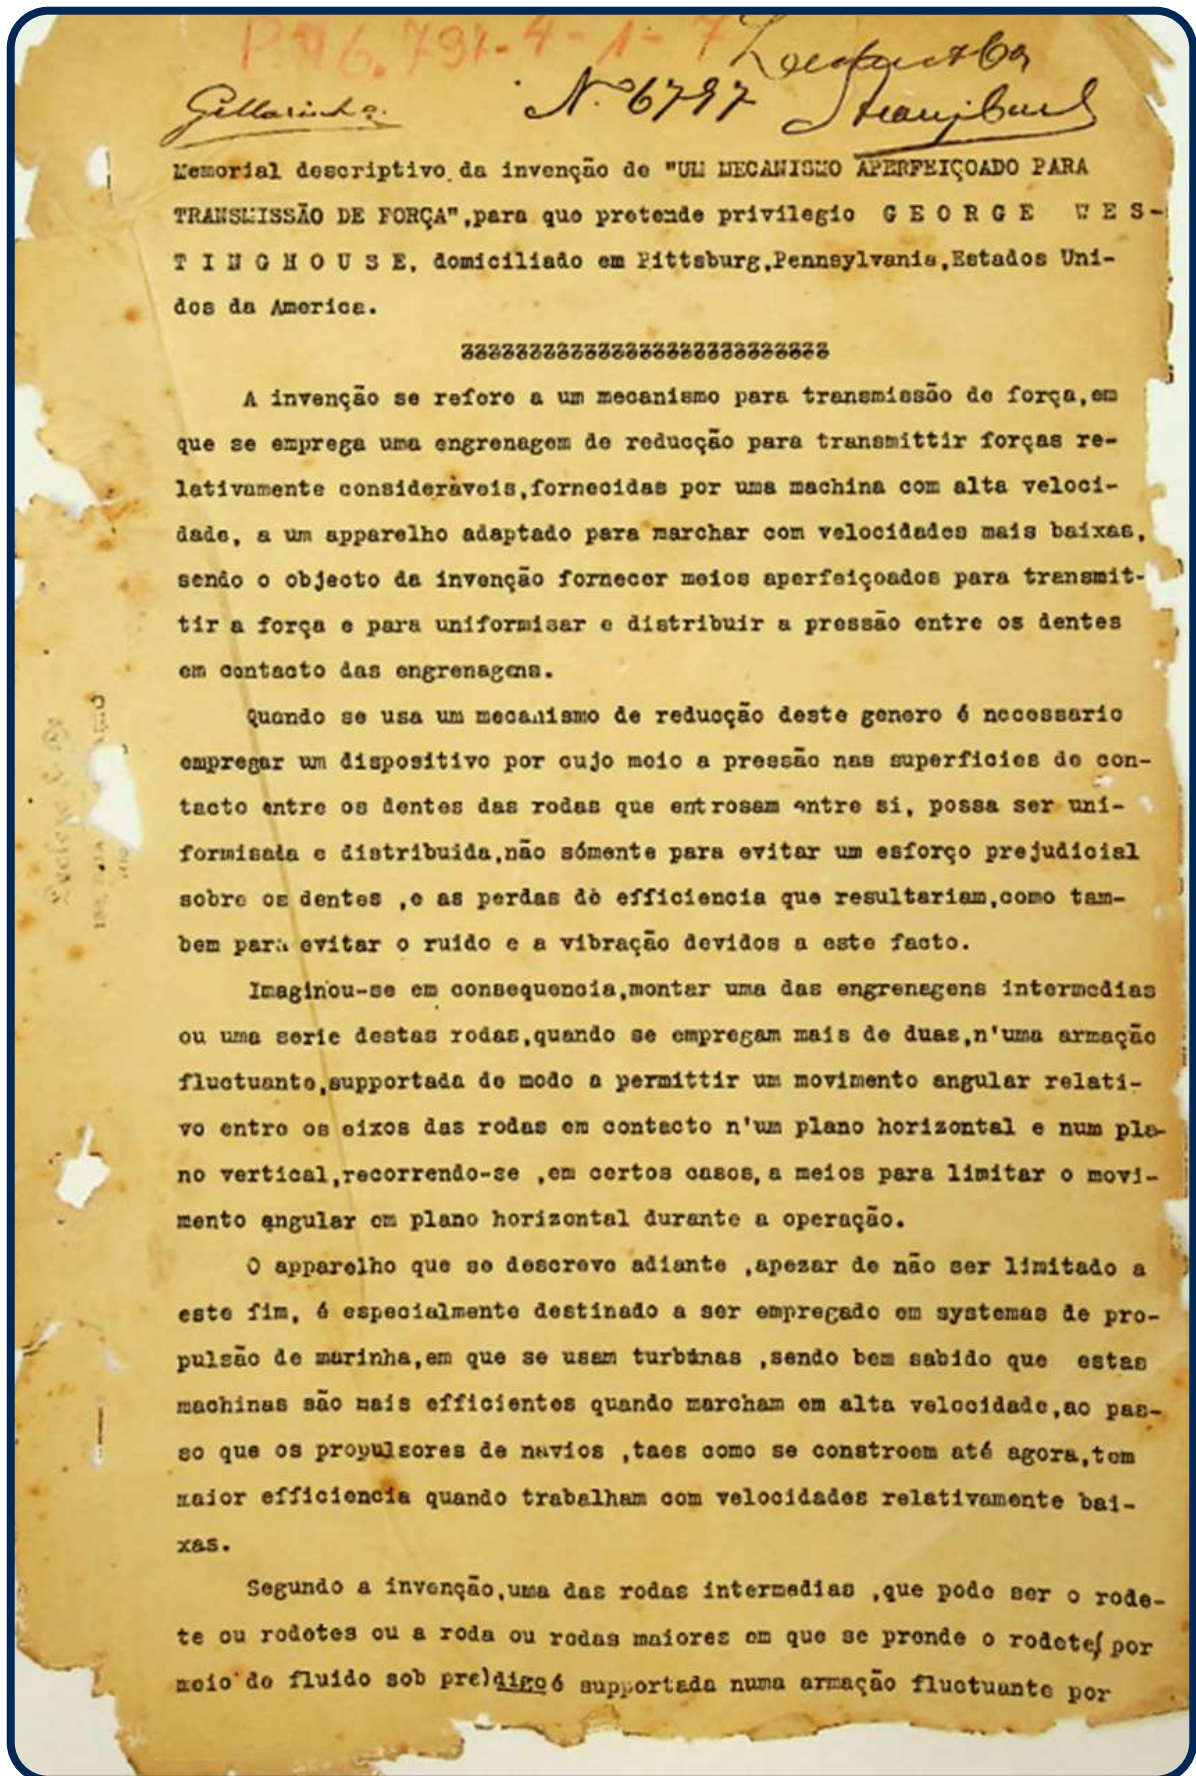 N. 6797
Memorial descriptivo da invenção de "UM MECANISMO APERFEIÇOADO PARA
TRANSMISSÃO DE FORÇA",para que pretende privilegio G E O R G E W E S-
T I N G H O U S E, domiciliado em Pittsburg,Pennsylvania,Estados Uni-
dos da America.
A invenção se refere a um mecanismo para transmissão de força,em
que se emprega uma engrenagem de reducção para transmittir forças re-
lativamente consideràveis,fornecidas por uma machina com alta veloci-
dade, a um apparelho adaptado para marchar com velocidades mais baixas,
sendo o objecto da invenção fornecer meios aperfeiçoados para transmit-
tir a força e para uniformisar e distribuir a pressão entre os dentes
em contacto das engrenagens.
Quando se usa um mecanismo de reducção deste genero é necessario
empregar um dispositivo por cujo meio a pressão nas superficies de con-
tacto entre os dentes das rodas que entrosam entre si, possa ser uni-
formisada e distribuida,não sómente para evitar um esforço prejudicial
sobre os dentes ,e as perdas de efficiencia que resultariam,como tam-
bem para evitar o ruido e a vibração devidos a este facto.
Imaginou-se em consequencia,montar uma das engrenagens intermedias
ou uma serie destas rodas,quando se empregam mais de duas,n'uma armação
fluctuante,supportada de modo a permittir um movimento angular relati-
vo entre os eixos das rodas em contacto n'um plano horizontal e num pla-
no vertical,recorrendo-se ,em certos casos,a meios para limitar o movi-
mento angular em plano horizontal durante a operação.
O apparelho que se descreve adiante ,apezar de não ser limitado a
este fim, é especialmente destinado a ser empregado em systemas de pro-
pulsão de marinha,em que se usam turbinas ,sendo bem sabido que estas
machinas são mais efficientes quando marcham em alta velocidade,ao pas-
so que os propulsores de navios ,taes como se constroem até agora,tem
maior efficiencia quando trabalham com velocidades relativamente bai-
xas.
Segundo a invenção,uma das rodas intermedias ,que pode ser o rode-
te ou rodetes ou a roda ou rodas maiores em que se prende o rodete,por
meio de fluido sob pre)digo é supportada numa armação fluctuante por